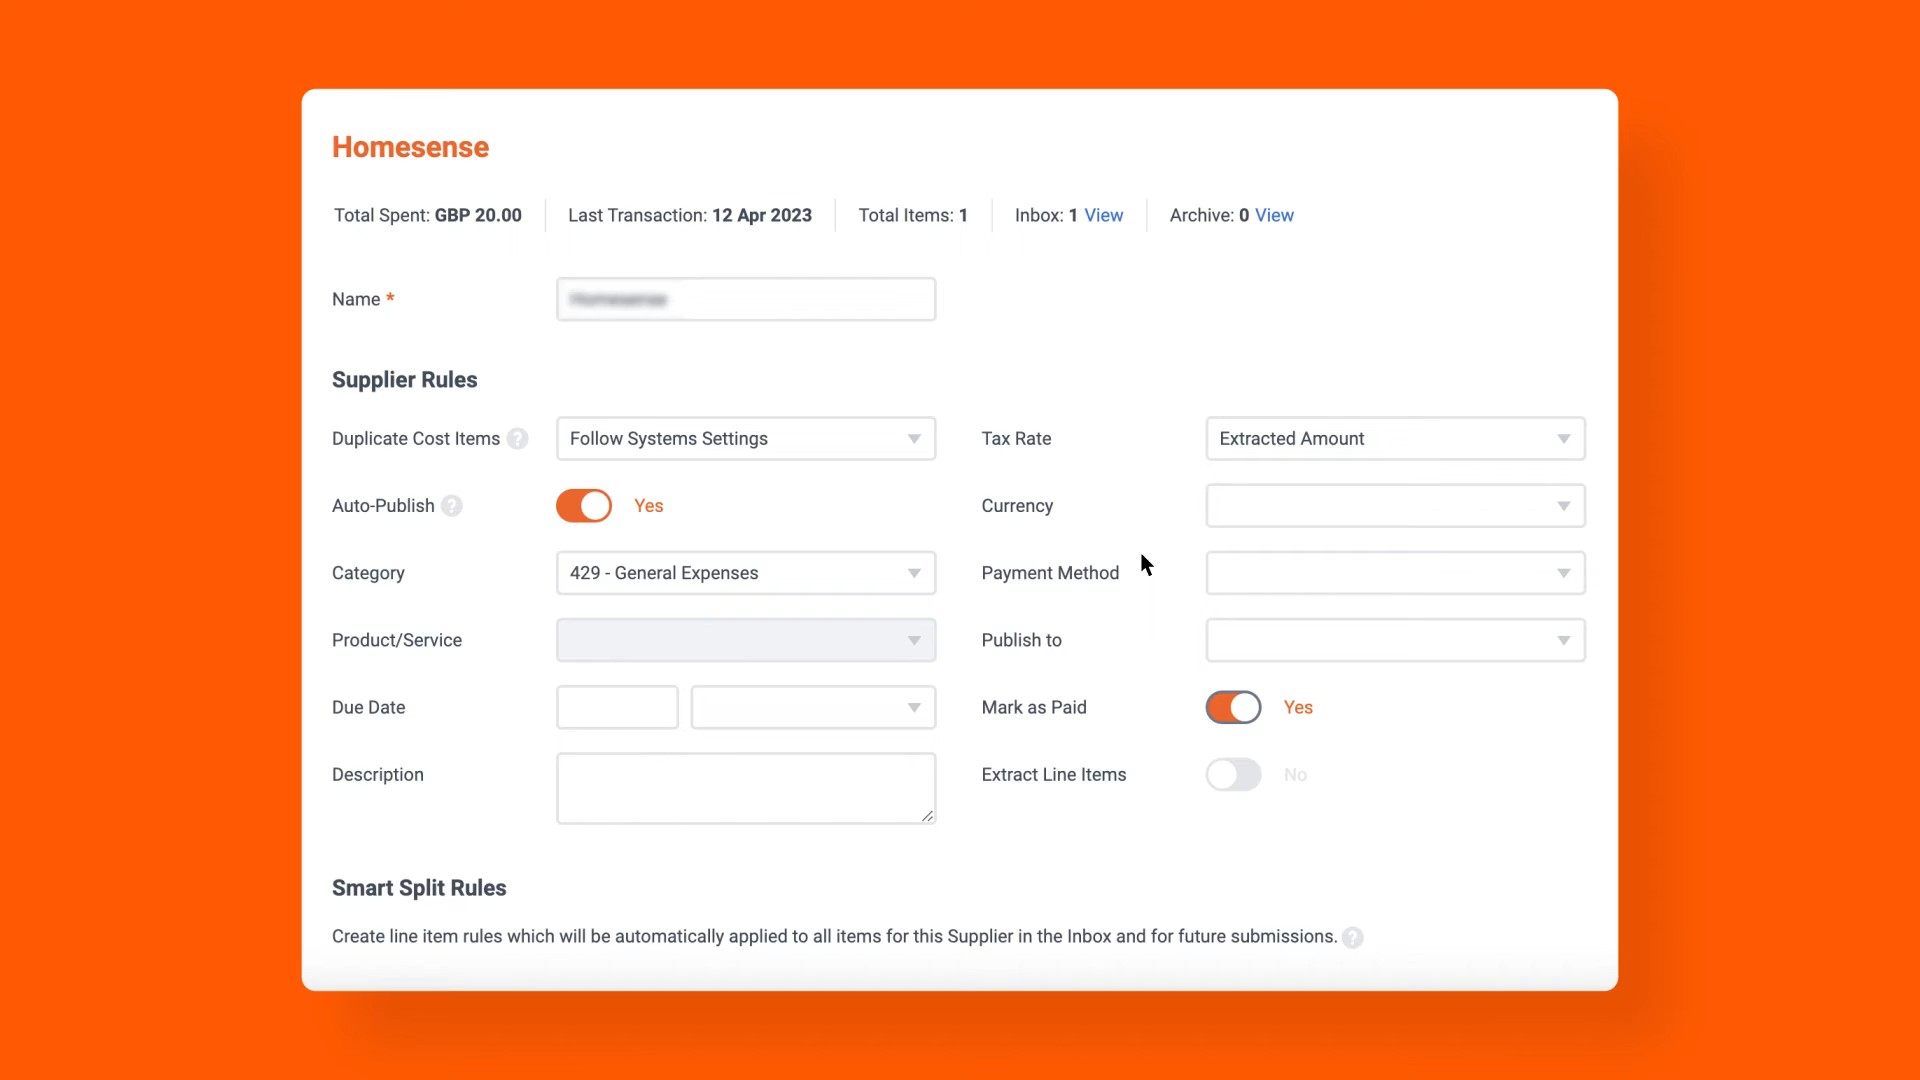 Homesense
Total Spent: GBP 20.00 Last Transaction: 12 Apr 2023 Total Items: 1 Inbox: 1 View Archive: 0 View
Name *
Supplier Rules
Duplicate Cost Items ? Follow Systems Settings Tax Rate Extracted Amount
Auto-Publish ? Yes Currency
Category 429 - General Expenses Payment Method
Product/Service Publish to
Due Date Mark as Paid Yes
Description Extract Line Items No
Smart Split Rules
Create line item rules which will be automatically applied to all items for this Supplier in the Inbox and for future submissions. ?